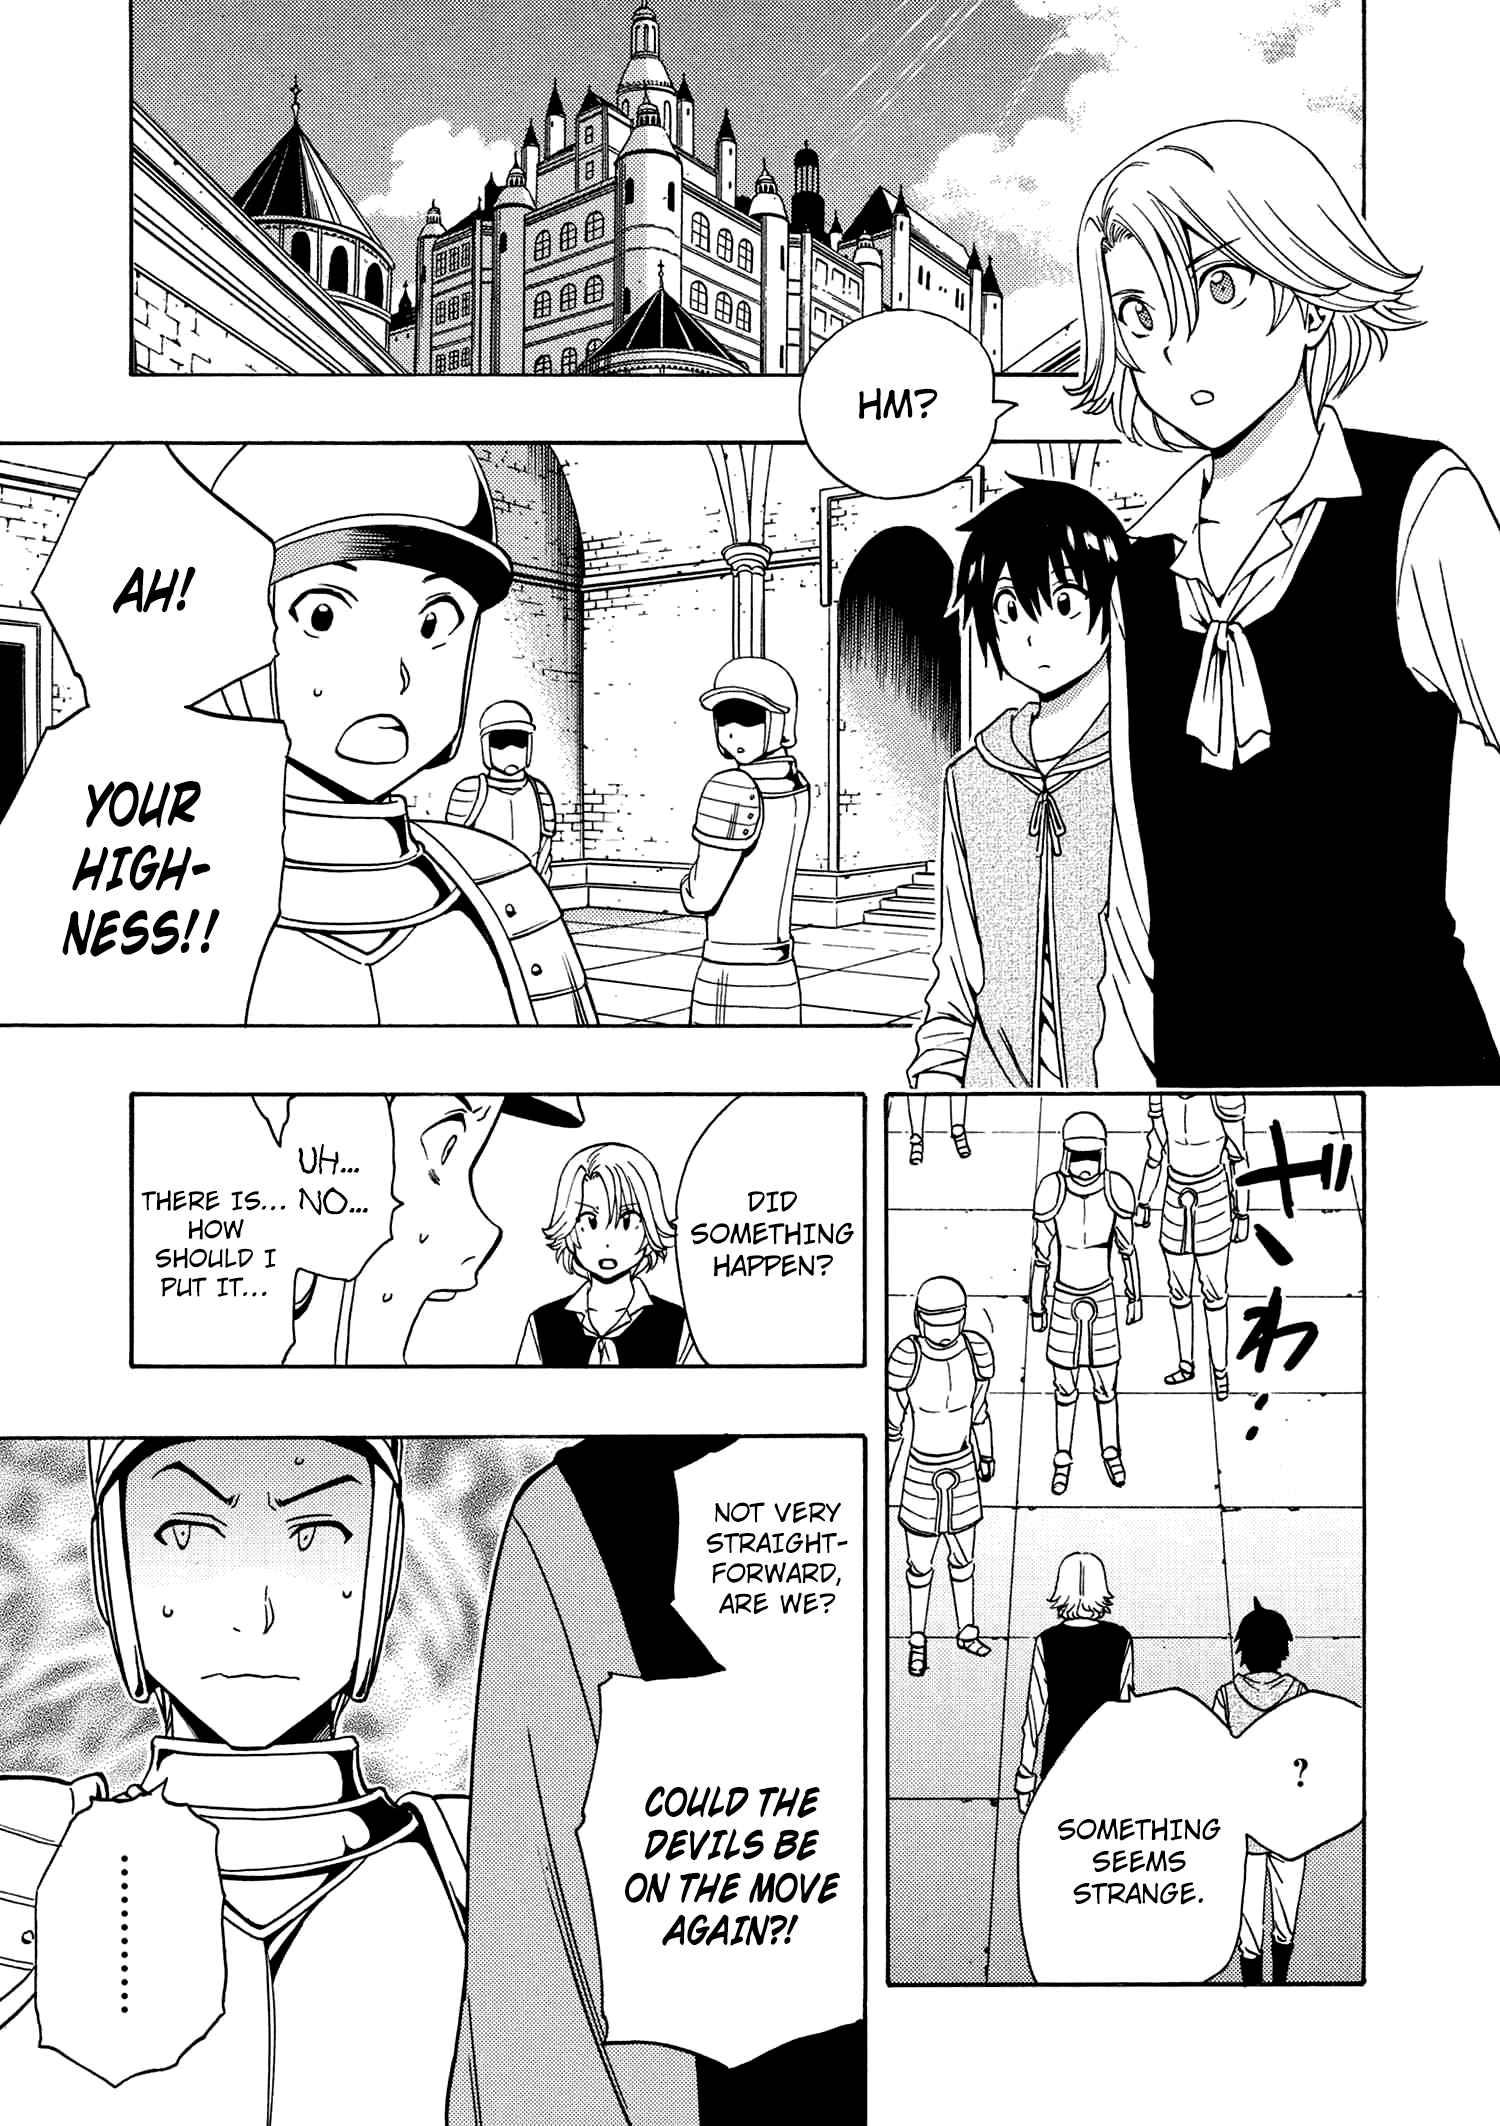 HM?
AH!
YOUR
HIGH-
NESS!!
ザ
わ
SOMETHING
SEEMS
STRANGE.
?
DID
SOMETHING
HAPPEN?
UH...
NO...
THERE IS...
HOW
SHOULD I
PUT IT...
NOT VERY
STRAIGHT-
FORWARD,
ARE WE?
COULD THE
DEVILS BE
ON THE MOVE
AGAIN?!
..........